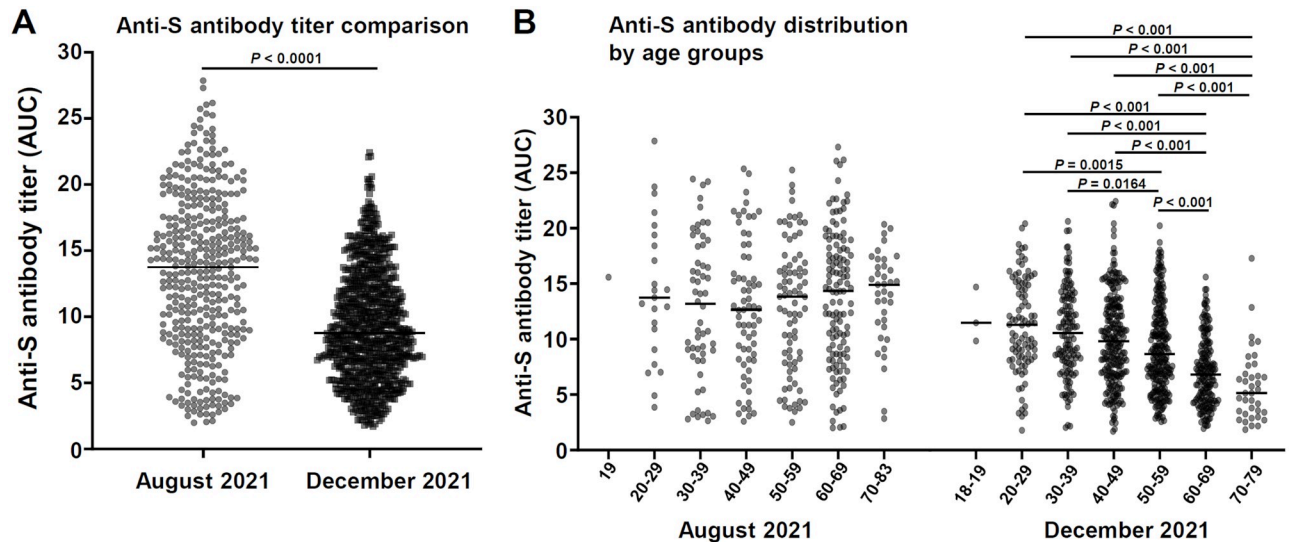 A
Anti-S antibody titer comparison
P < 0.0001
Anti-S antibody titer (AUC)
30
25
20
15
10
5
0
August 2021
December 2021
B
Anti-S antibody distribution
by age groups
P < 0.001
P < 0.001
P < 0.001
P < 0.001
P < 0.001
P < 0.001
P < 0.001
P = 0.0015
P = 0.0164
P < 0.001
Anti-S antibody titer (AUC)
30
25
20
15
10
5
0
19
20-29
30-39
40-49
50-59
60-69
70-83
18-19
20-29
30-39
40-49
50-59
60-69
70-79
August 2021
December 2021